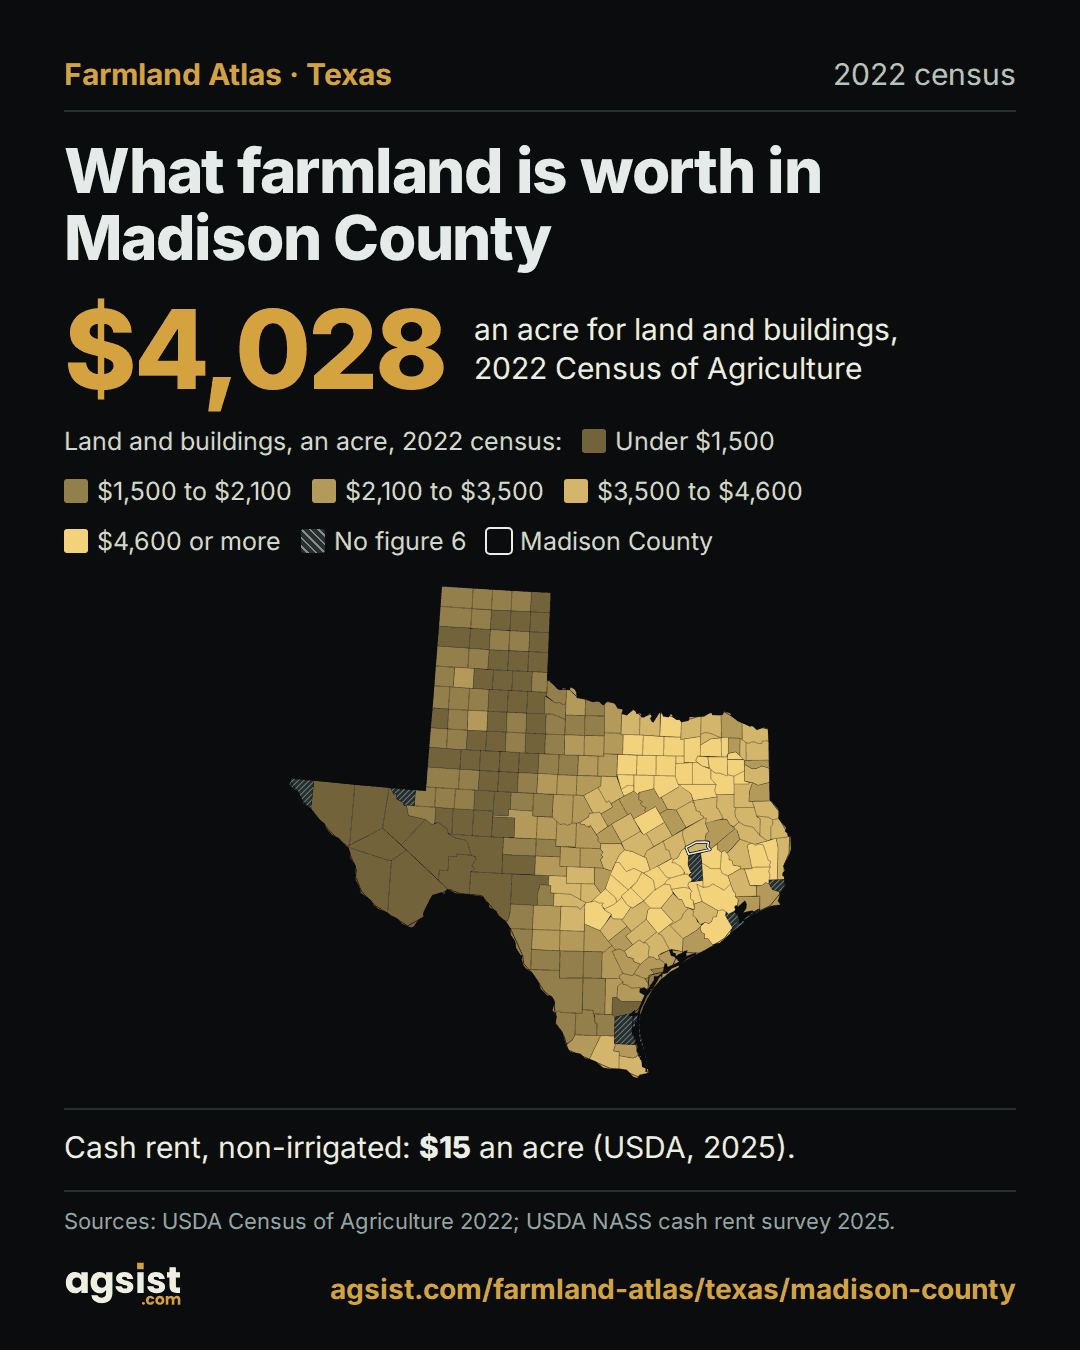 Farmland Atlas · Texas
2022 census
What farmland is worth in
Madison County
$4,028
an acre for land and buildings,
2022 Census of Agriculture
Land and buildings, an acre, 2022 census: Under $1,500
$1,500 to $2,100 $2,100 to $3,500 $3,500 to $4,600
$4,600 or more No figure 6 Madison County
Cash rent, non-irrigated: $15 an acre (USDA, 2025).
Sources: USDA Census of Agriculture 2022; USDA NASS cash rent survey 2025.
agsist
.com
agsist.com/farmland-atlas/texas/madison-county